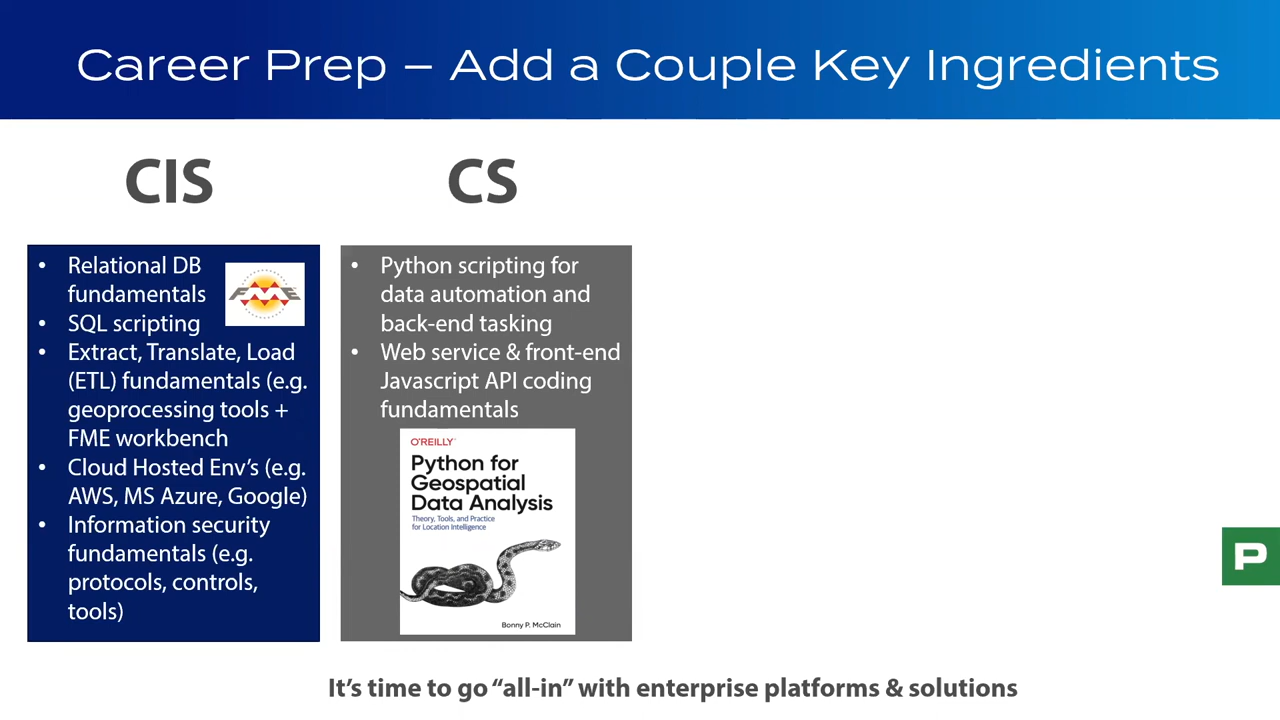 Career Prep – Add a Couple Key Ingredients
CIS
CS
• Relational DB
fundamentals
• SQL scripting
• Extract, Translate, Load
(ETL) fundamentals (e.g.
geoprocessing tools +
FME workbench
• Cloud Hosted Env’s (e.g.
AWS, MS Azure, Google)
• Information security
fundamentals (e.g.
protocols, controls,
tools)
FME
• Python scripting for
data automation and
back-end tasking
• Web service & front-end
Javascript API coding
fundamentals
O'REILLY
Python for
Geospatial
Data Analysis
Theory, Tools, and Practice
for Location Intelligence
Bonny P. McClain
P
It’s time to go “all-in” with enterprise platforms & solutions